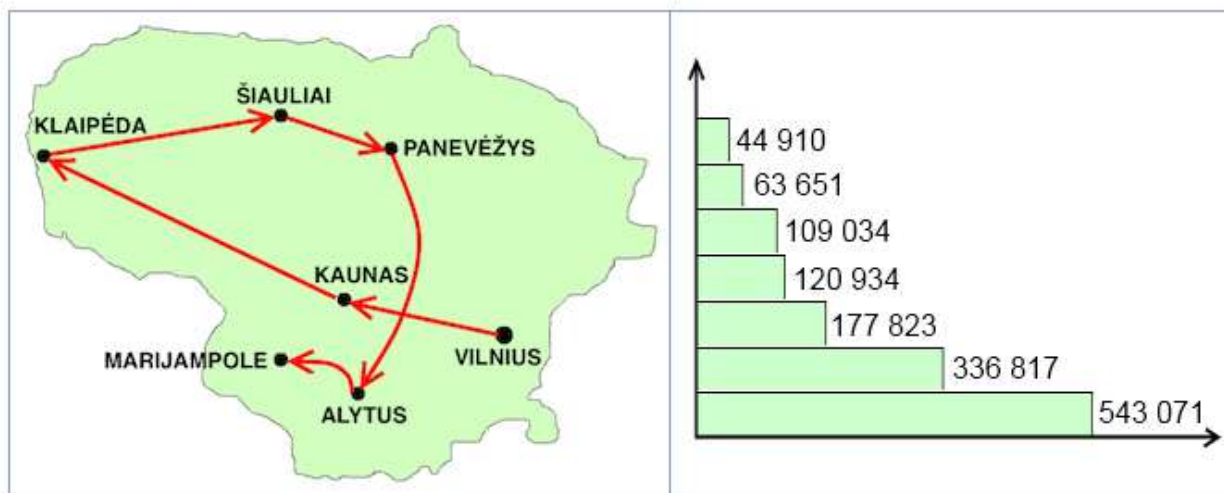 ŠIAULIAI
KLAIPĖDA
PANEVĖŽYS
KAUNAS
MARIJAMPOLE
VILNIUS
ALYTUS
44 910
63 651
109 034
120 934
177 823
336 817
543 071